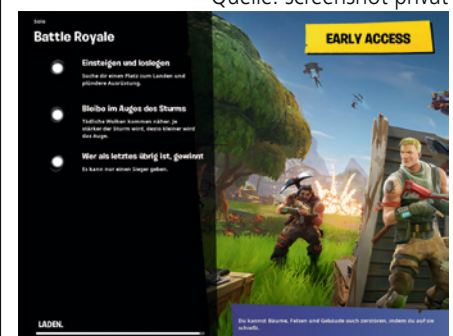 Quelle: Screenshot privat
Solo
Battle Royale
EARLY ACCESS
Einsteigen und loslegen
Suche dir einen Platz zum Landen und
plündere Ausrüstung.
Bleibe im Auges des Sturms
Tödliche Wolken kommen näher. Je
stärker der Sturm wird, desto kleiner wird
das Auge.
Wer als letztes übrig ist, gewinnt
Es kann nur einen Sieger geben.
LADEN.
Du kannst Bäume, Felsen und Gebäude auch zerstören, indem du auf sie
schießt.